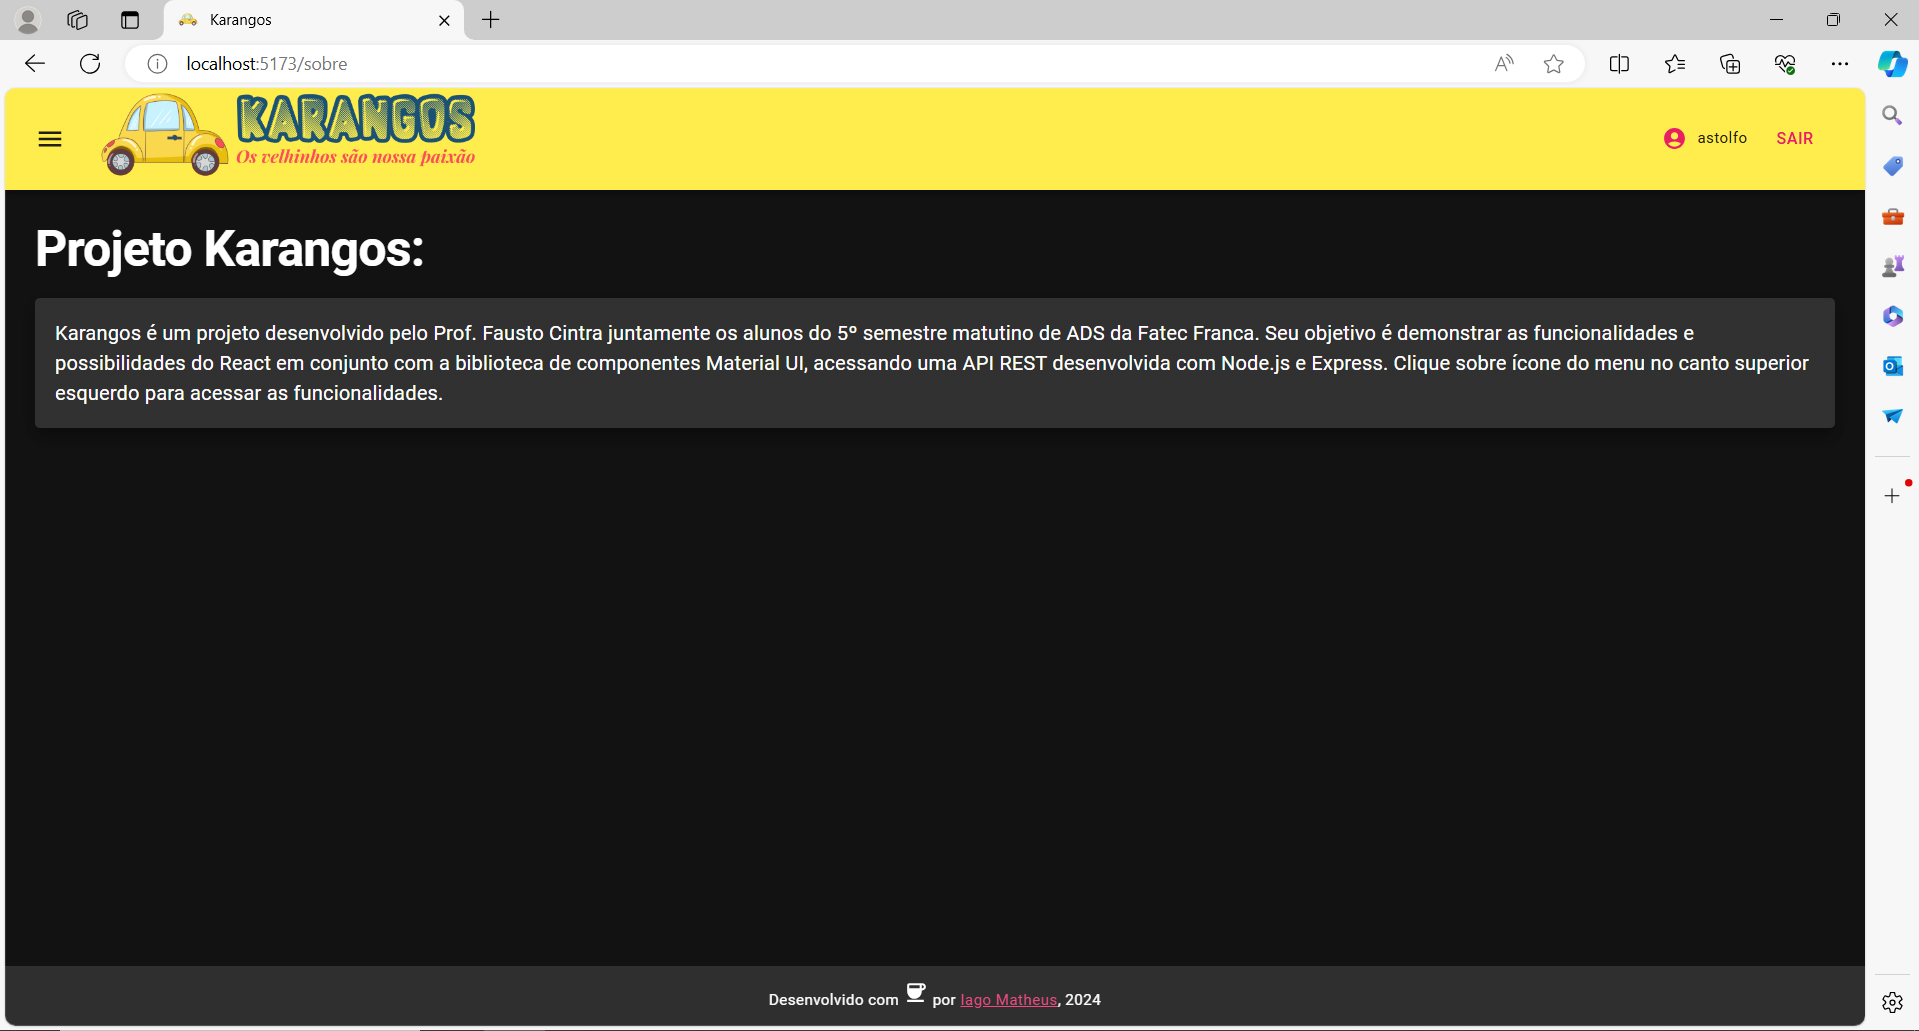 Karangos
localhost:5173/sobre
KARANGOS
Os velhinhos são nossa paixão
astolfo
SAIR
Projeto Karangos:
Karangos é um projeto desenvolvido pelo Prof. Fausto Cintra juntamente os alunos do 5º semestre matutino de ADS da Fatec Franca. Seu objetivo é demonstrar as funcionalidades e
possibilidades do React em conjunto com a biblioteca de componentes Material UI, acessando uma API REST desenvolvida com Node.js e Express. Clique sobre ícone do menu no canto superior
esquerdo para acessar as funcionalidades.
Desenvolvido com por Iago Matheus, 2024